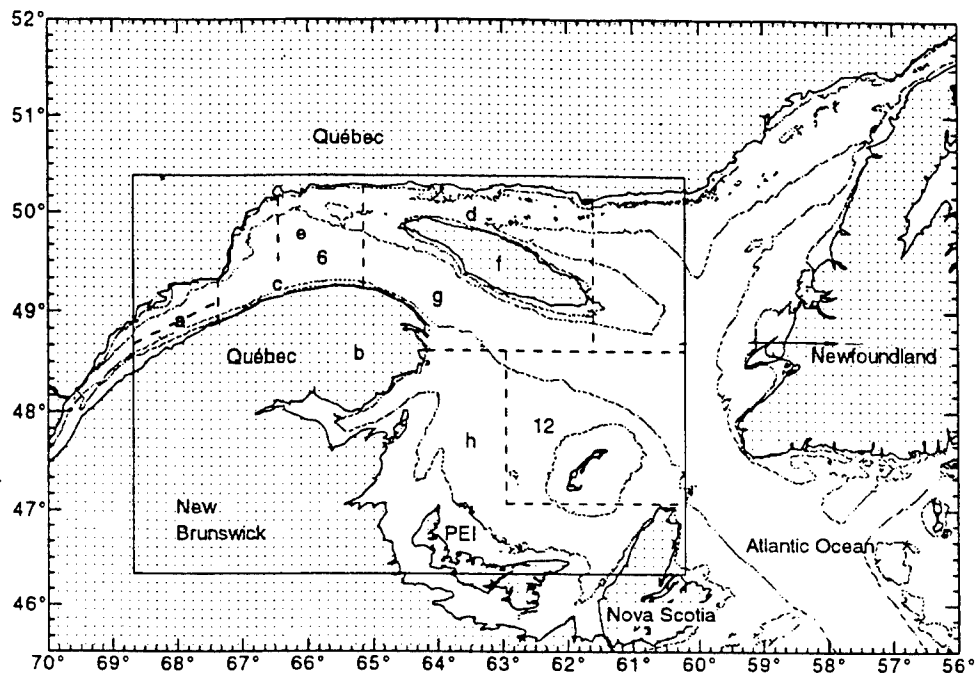 52°
51°
Québec
50°
d
e
6
f
g
49°
c
a
Québec
b
Newfoundland
48°
12
h
47°
New
Brunswick
PEI
Atlantic Ocean
46°
Nova Scotia
70° 69° 68° 67° 66° 65° 64° 63° 62° 61° 60° 59° 58° 57° 56°